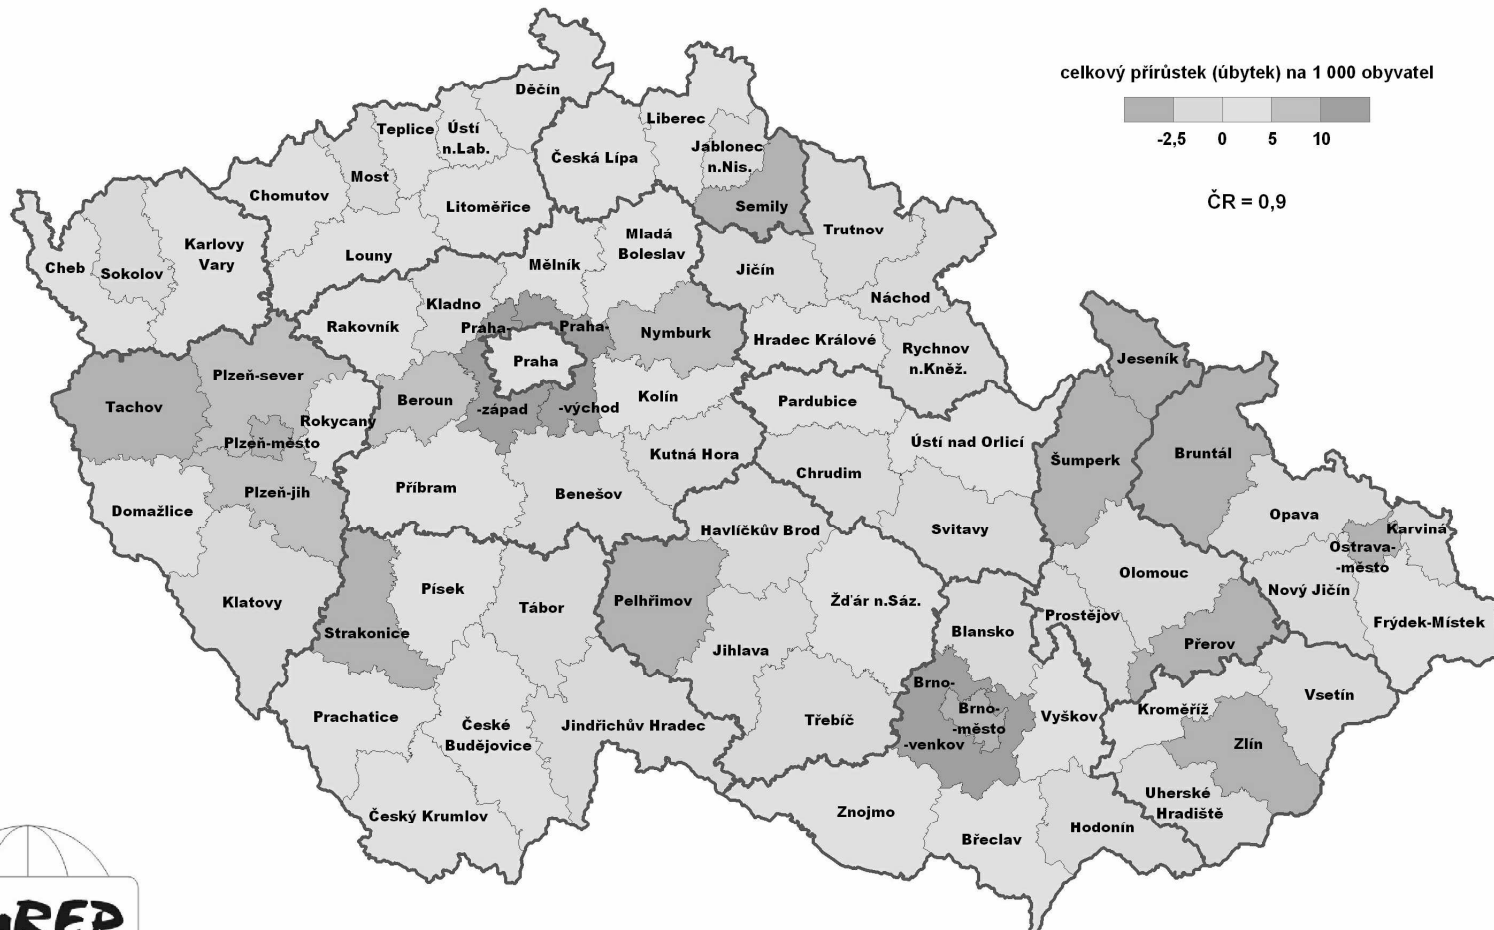 celkový přírůstek (úbytek) na 1 000 obyvatel
-2,5 0 5 10
ČR = 0,9
Děčín
Liberec
Teplice
Ústí
n.Lab.
Jablonec
n.Nis.
Česká Lípa
Most
Chomutov
Litoměřice
Semily
Trutnov
Mladá
Boleslav
Karlovy
Vary
Louny
Mělník
Cheb
Sokolov
Jičín
Náchod
Kladno
Rakovník
Praha-
Praha-
Nymburk
Hradec Králové
Rychnov
n.Kněž.
Praha
Jeseník
Plzeň-sever
Beroun
Kolín
Pardubice
Tachov
-západ
-východ
Rokycany
Plzeň-město
Ústí nad Orlicí
Kutná Hora
Šumperk
Bruntál
Chrudim
Příbram
Plzeň-jih
Benešov
Domažlice
Opava
Havlíčkův Brod
Svitavy
Karviná
Ostrava-
-město
Olomouc
Písek
Nový Jičín
Klatovy
Tábor
Pelhřimov
Žďár n.Sáz.
Prostějov
Frýdek-Místek
Strakonice
Blansko
Přerov
Jihlava
Brno-
Vsetín
Brno-
-město
Kroměříž
Prachatice
České
Budějovice
Jindřichův Hradec
Třebíč
Vyškov
-venkov
Zlín
Uherské
Hradiště
Český Krumlov
Znojmo
Hodonín
Břeclav